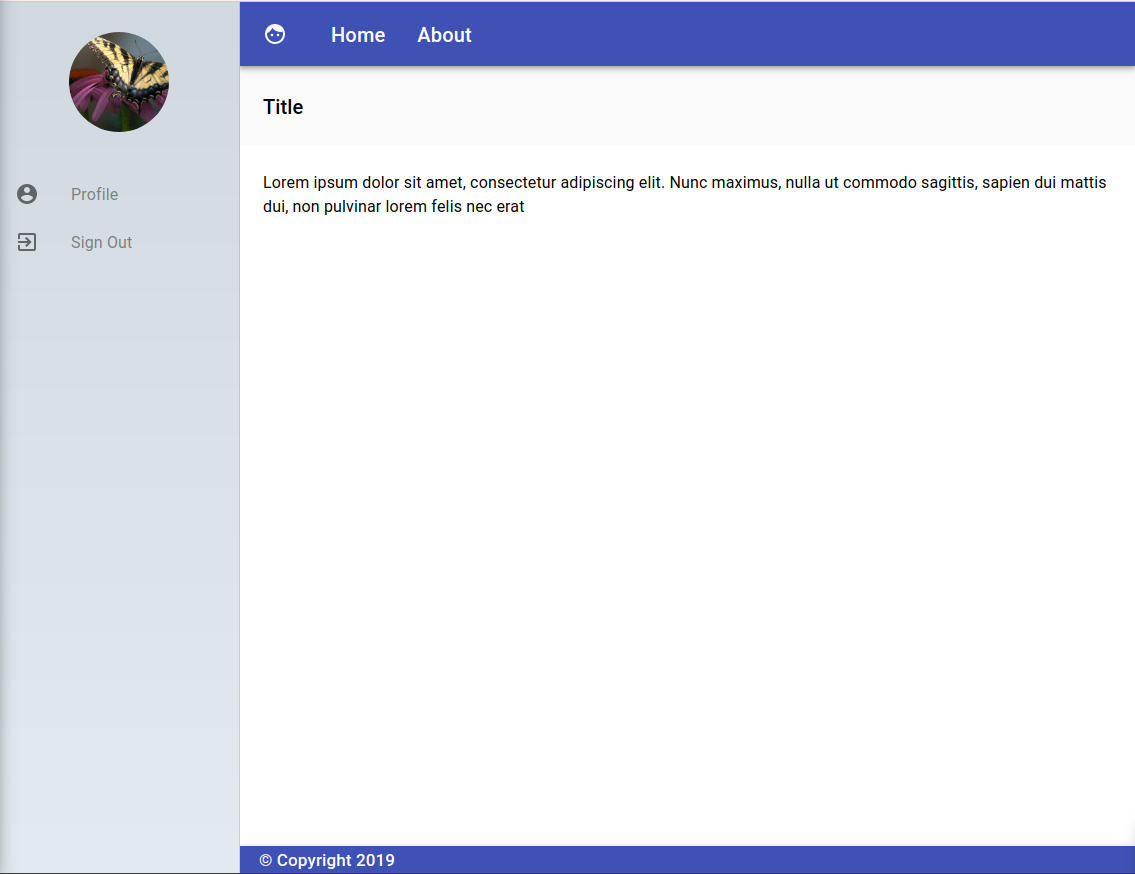 Home About
Profile
Sign Out
Title
Lorem ipsum dolor sit amet, consectetur adipiscing elit. Nunc maximus, nulla ut commodo sagittis, sapien dui mattis
dui, non pulvinar lorem felis nec erat
© Copyright 2019